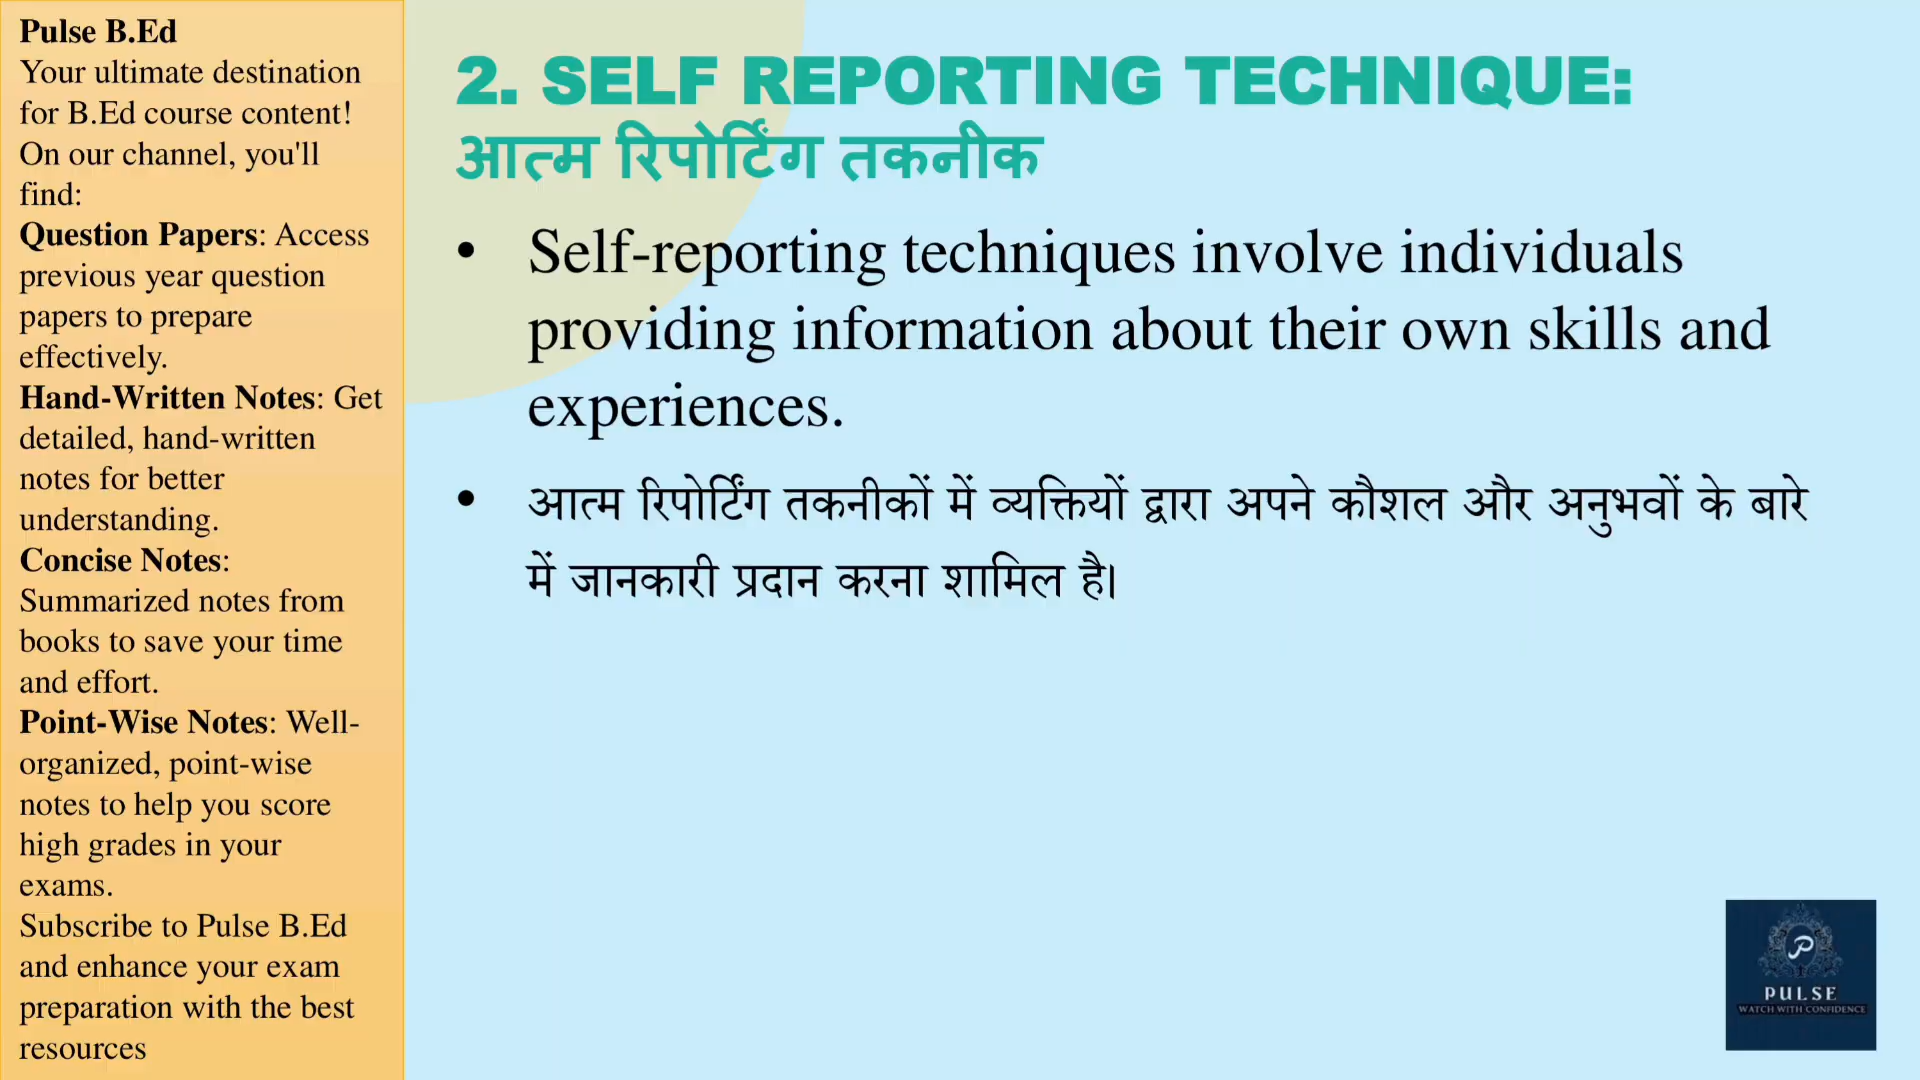 Pulse B.Ed
Your ultimate destination
for B.Ed course content!
On our channel, you'll
find:
Question Papers: Access
previous year question
papers to prepare
effectively.
Hand-Written Notes: Get
detailed, hand-written
notes for better
understanding.
Concise Notes:
Summarized notes from
books to save your time
and effort.
Point-Wise Notes: Well-
organized, point-wise
notes to help you score
high grades in your
exams.
Subscribe to Pulse B.Ed
and enhance your exam
preparation with the best
resources
2. SELF REPORTING TECHNIQUE:
आत्म रिपोर्टिंग तकनीक
• Self-reporting techniques involve individuals
providing information about their own skills and
experiences.
• आत्म रिपोर्टिंग तकनीकों में व्यक्तियों द्वारा अपने कौशल और अनुभवों के बारे
में जानकारी प्रदान करना शामिल है।
P
PULSE
WATCH WITH CONFIDENCE